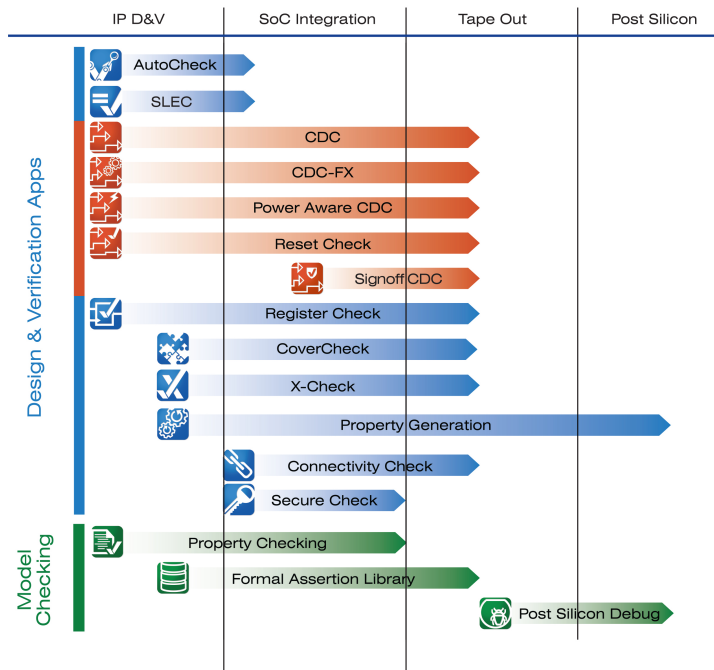 IP D&V
SoC Integration
Tape Out
Post Silicon
Design & Verification Apps
AutoCheck
SLEC
CDC
CDC-FX
Power Aware CDC
Reset Check
Signoff CDC
Register Check
CoverCheck
X-Check
Property Generation
Connectivity Check
Secure Check
Model
Checking
Property Checking
Formal Assertion Library
Post Silicon Debug